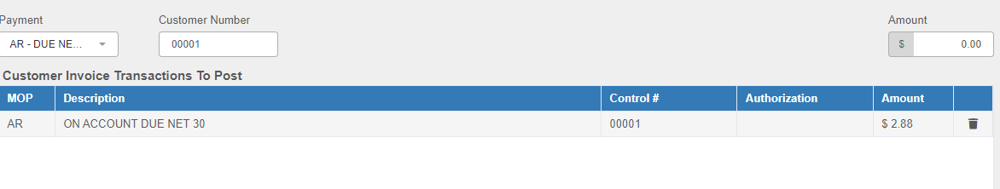 Payment Customer Number Amount
AR - DUE NE... 00001 $ 0.00
Customer Invoice Transactions To Post
MOP Description Control # Authorization Amount
AR ON ACCOUNT DUE NET 30 00001 $ 2.88